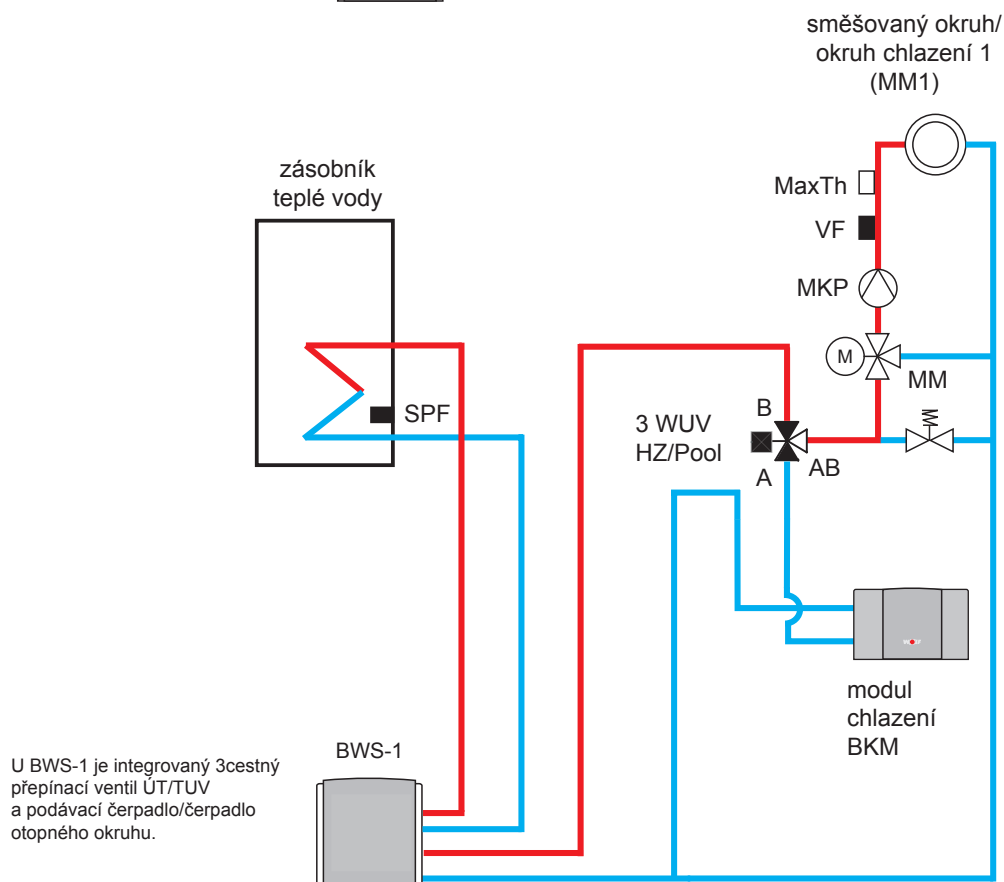 směšovaný okruh/
okruh chlazení 1
(MM1)
zásobník
teplé vody
MaxTh
VF
MKP
M
MM
SPF
B
3 WUV
HZ/Pool
AB
A
modul
chlazení
BKM
BWS-1
U BWS-1 je integrovaný 3cestný
přepínací ventil ÚT/TUV
a podávací čerpadlo/čerpadlo
otopného okruhu.